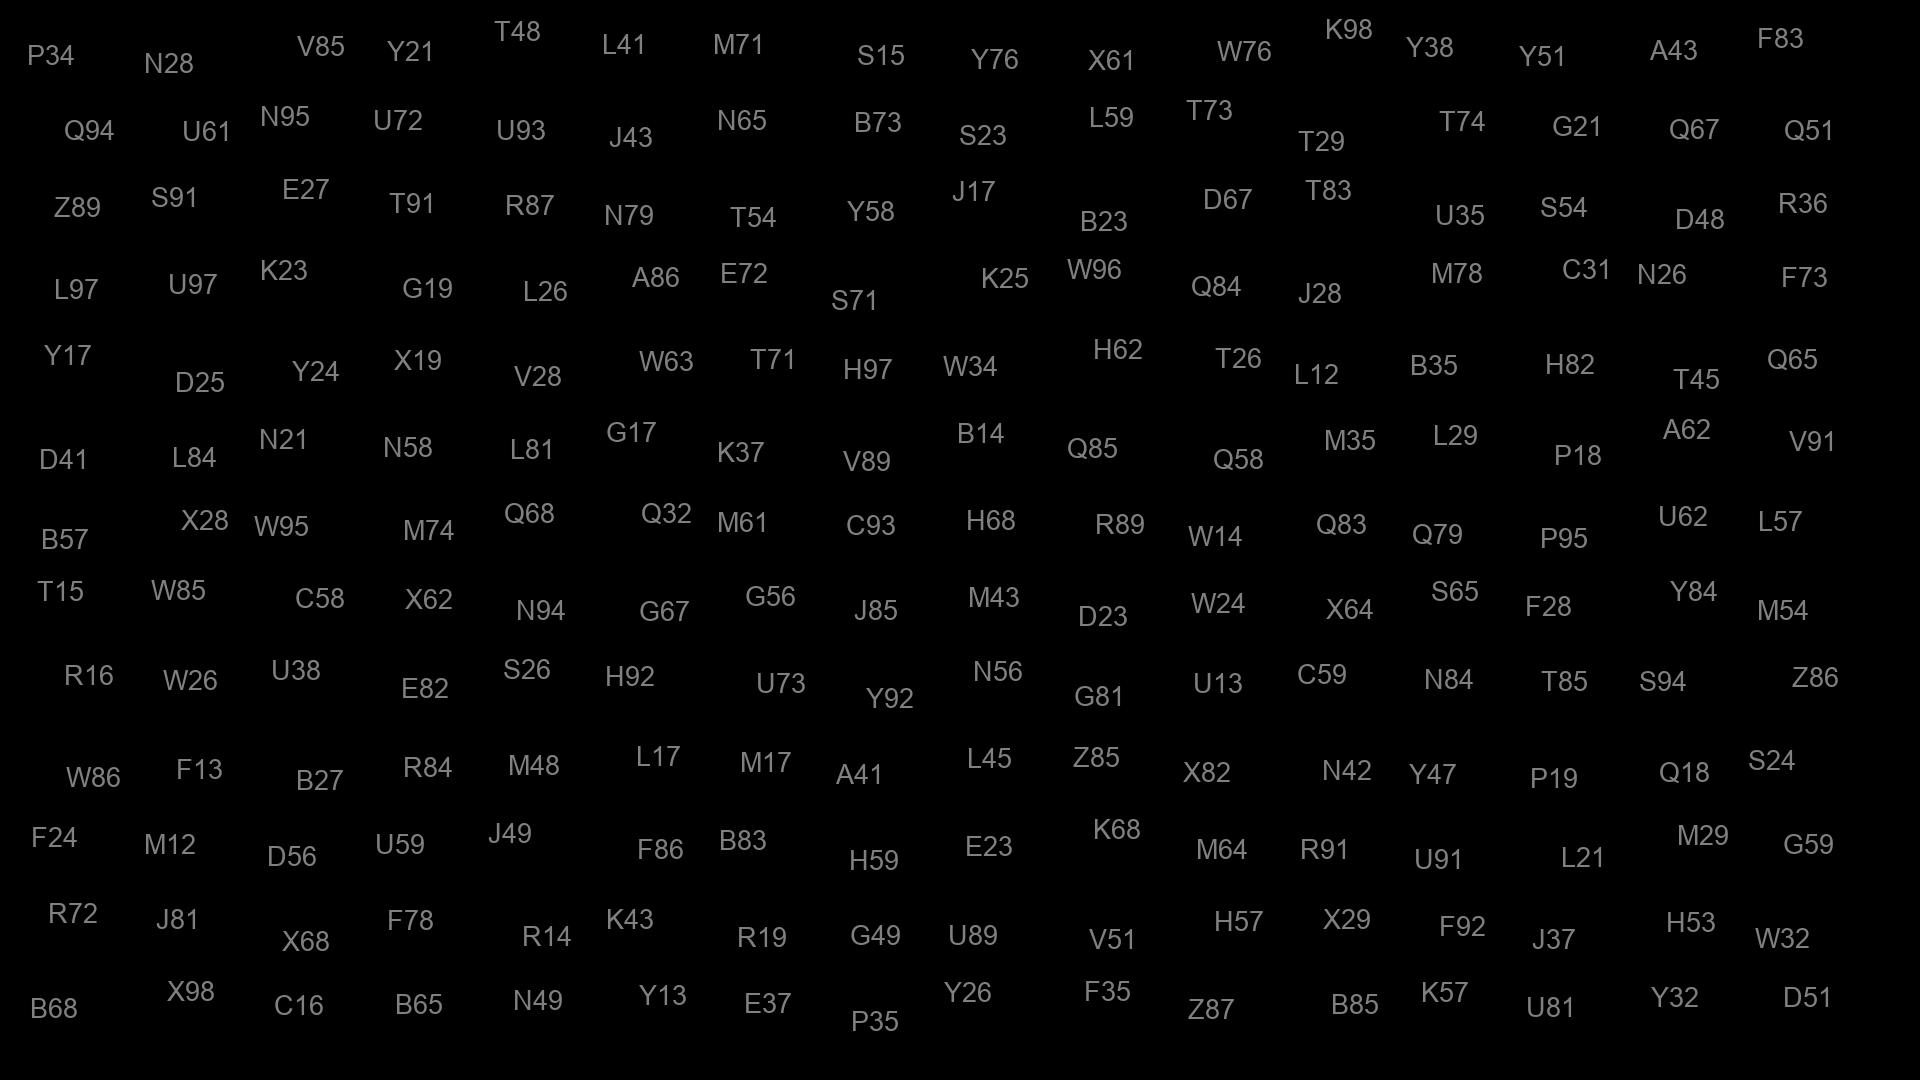 P34 N28 V85 Y21 T48 L41 M71 S15 Y76 X61 W76 K98 Y38 Y51 A43 F83
Q94 U61 N95 U72 U93 J43 N65 B73 S23 L59 T73 T29 T74 G21 Q67 Q51
Z89 S91 E27 T91 R87 N79 T54 Y58 J17 B23 D67 T83 U35 S54 D48 R36
L97 U97 K23 G19 L26 A86 E72 S71 K25 W96 Q84 J28 M78 C31 N26 F73
Y17 D25 Y24 X19 V28 W63 T71 H97 W34 H62 T26 L12 B35 H82 T45 Q65
D41 L84 N21 N58 L81 G17 K37 V89 B14 Q85 Q58 M35 L29 P18 A62 V91
B57 X28 W95 M74 Q68 Q32 M61 C93 H68 R89 W14 Q83 Q79 P95 U62 L57
T15 W85 C58 X62 N94 G67 G56 J85 M43 D23 W24 X64 S65 F28 Y84 M54
R16 W26 U38 E82 S26 H92 U73 Y92 N56 G81 U13 C59 N84 T85 S94 Z86
W86 F13 B27 R84 M48 L17 M17 A41 L45 Z85 X82 N42 Y47 P19 Q18 S24
F24 M12 D56 U59 J49 F86 B83 H59 E23 K68 M64 R91 U91 L21 M29 G59
R72 J81 X68 F78 R14 K43 R19 G49 U89 V51 H57 X29 F92 J37 H53 W32
B68 X98 C16 B65 N49 Y13 E37 P35 Y26 F35 Z87 B85 K57 U81 Y32 D51